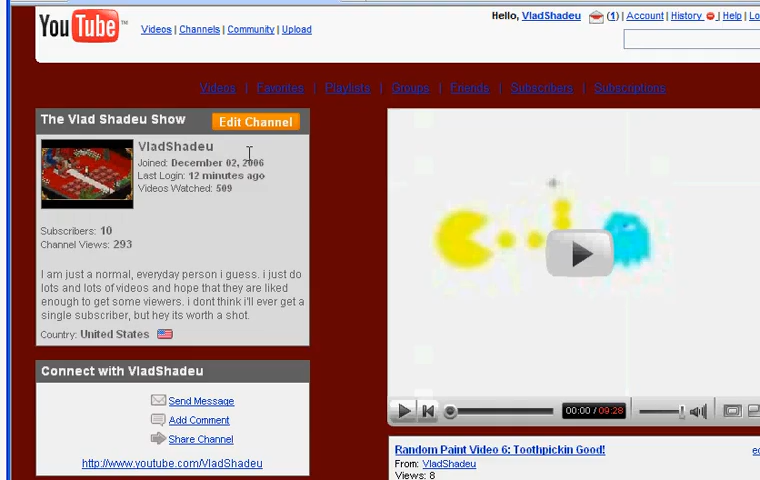 YouTube™
Videos | Channels | Community | Upload
Hello, VladShadeu (1) | Account | History | Help |
Videos | Favorites | Playlists | Groups | Friends | Subscribers | Subscriptions
The Vlad Shadeu Show
Edit Channel
VladShadeu
Joined: December 02, 2006
Last Login: 12 minutes ago
Videos Watched: 509
Subscribers: 10
Channel Views: 293
I am just a normal, everyday person i guess. i just do
lots and lots of videos and hope that they are liked
enough to get some viewers. i dont think i'll ever get a
single subscriber, but hey its worth a shot.
Country: United States
Connect with VladShadeu
Send Message
Add Comment
Share Channel
http://www.youtube.com/VladShadeu
00:00 / 09:28
Random Paint Video 6: Toothpickin Good!
From: VladShadeu
Views: 8